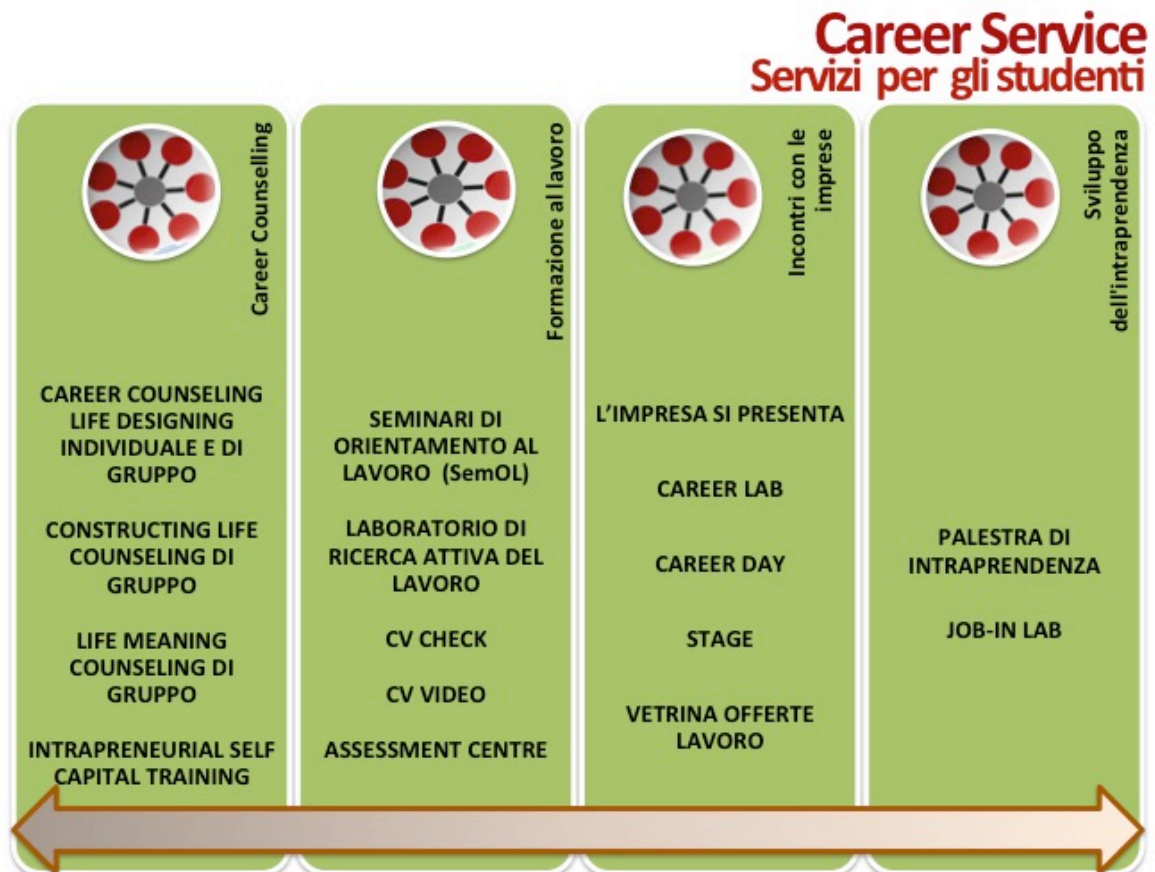 Career Service
Servizi per gli studenti
Career Counselling
CAREER COUNSELING
LIFE DESIGNING
INDIVIDUALE E DI
GRUPPO
CONSTRUCTING LIFE
COUNSELING DI
GRUPPO
LIFE MEANING
COUNSELING DI
GRUPPO
INTRAPRENEURIAL SELF
CAPITAL TRAINING
Formazione al lavoro
SEMINARI DI
ORIENTAMENTO AL
LAVORO (SemOL)
LABORATORIO DI
RICERCA ATTIVA DEL
LAVORO
CV CHECK
CV VIDEO
ASSESSMENT CENTRE
Incontri con le
imprese
L’IMPRESA SI PRESENTA
CAREER LAB
CAREER DAY
STAGE
VETRINA OFFERTE
LAVORO
Sviluppo
dell'intraprendenza
PALESTRA DI
INTRAPRENDENZA
JOB-IN LAB